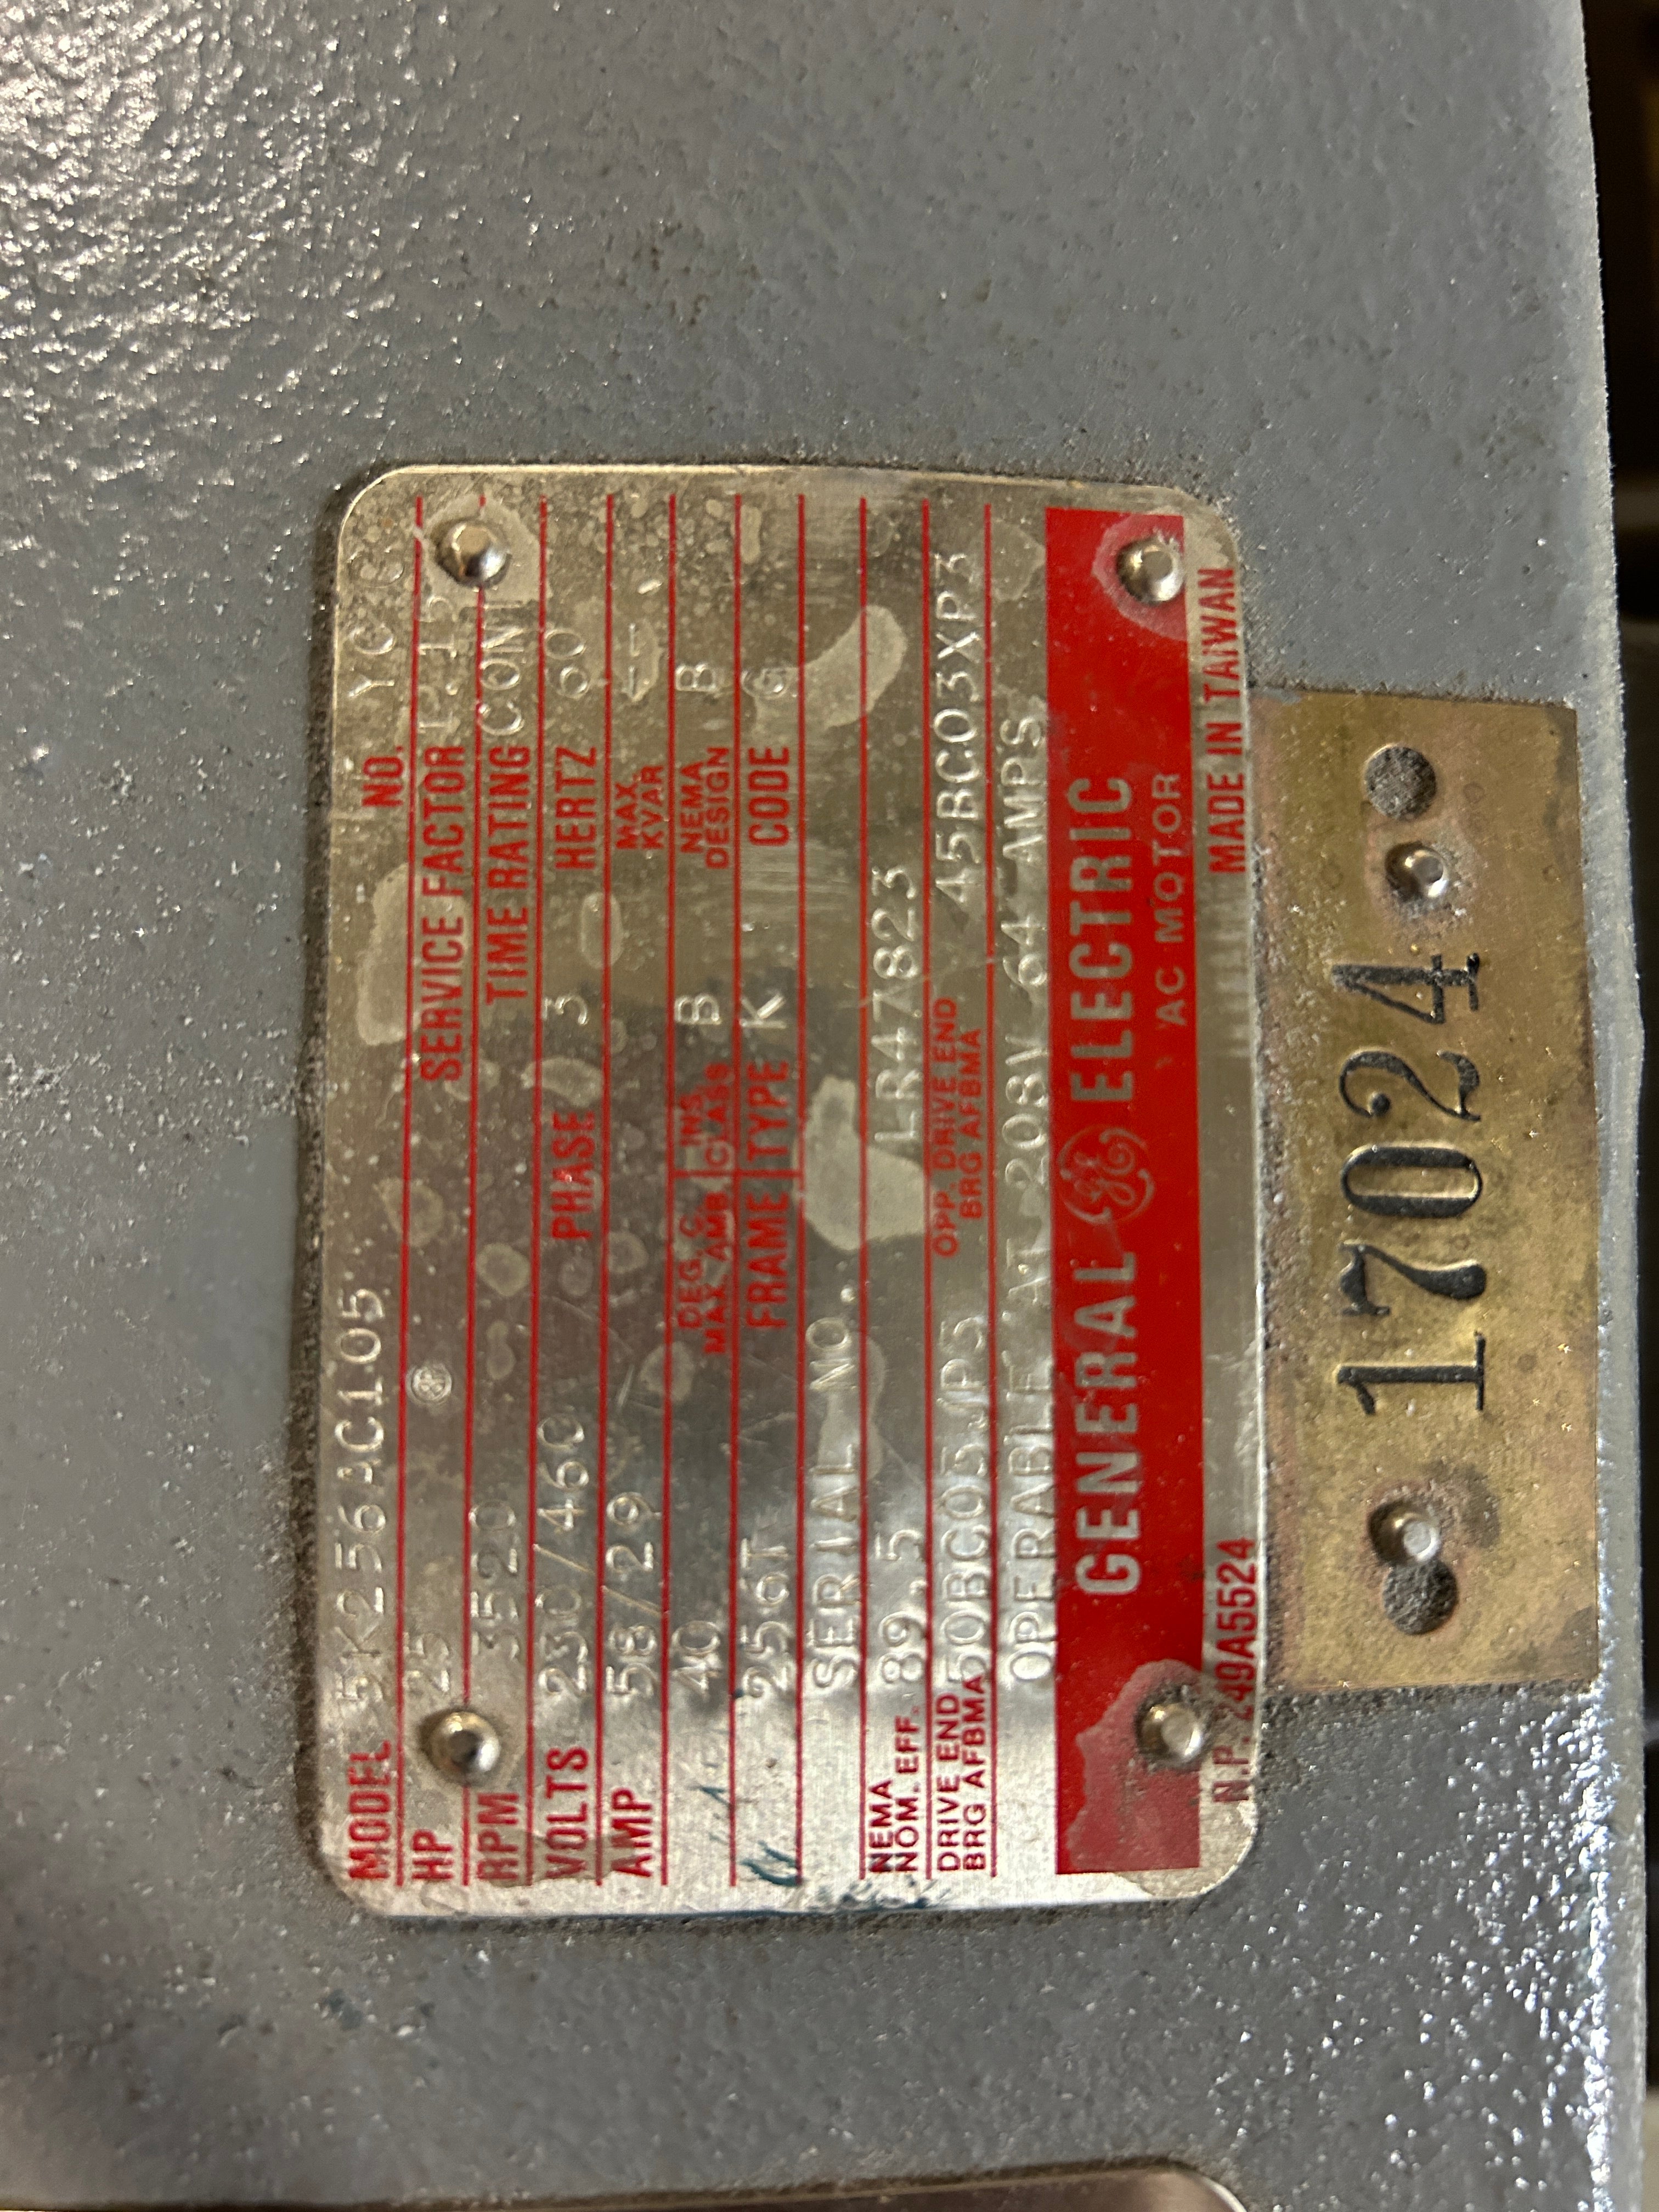 MODEL 5K256AC105 NO.
HP 25 SERVICE FACTOR 1.15
RPM 3520 TIME RATING CONT
VOLTS 230/460 PHASE 3 HERTZ 60
AMP 58/29 MAX. KVAR --
40 DEG C. MAX AMB. INS. CLASS B NEMA DESIGN B
256T FRAME TYPE K CODE G
SERIAL NO.
NEMA NOM. EFF. 89.5 LR47823
DRIVE END BRG AFBMA 50BC03JP3 OPP. DRIVE END BRG AFBMA 45BC03XP3
OPERABLE AT 208V 64 AMPS
GENERAL GE ELECTRIC
AC MOTOR
N.P. 249A5524 MADE IN TAIWAN
17024